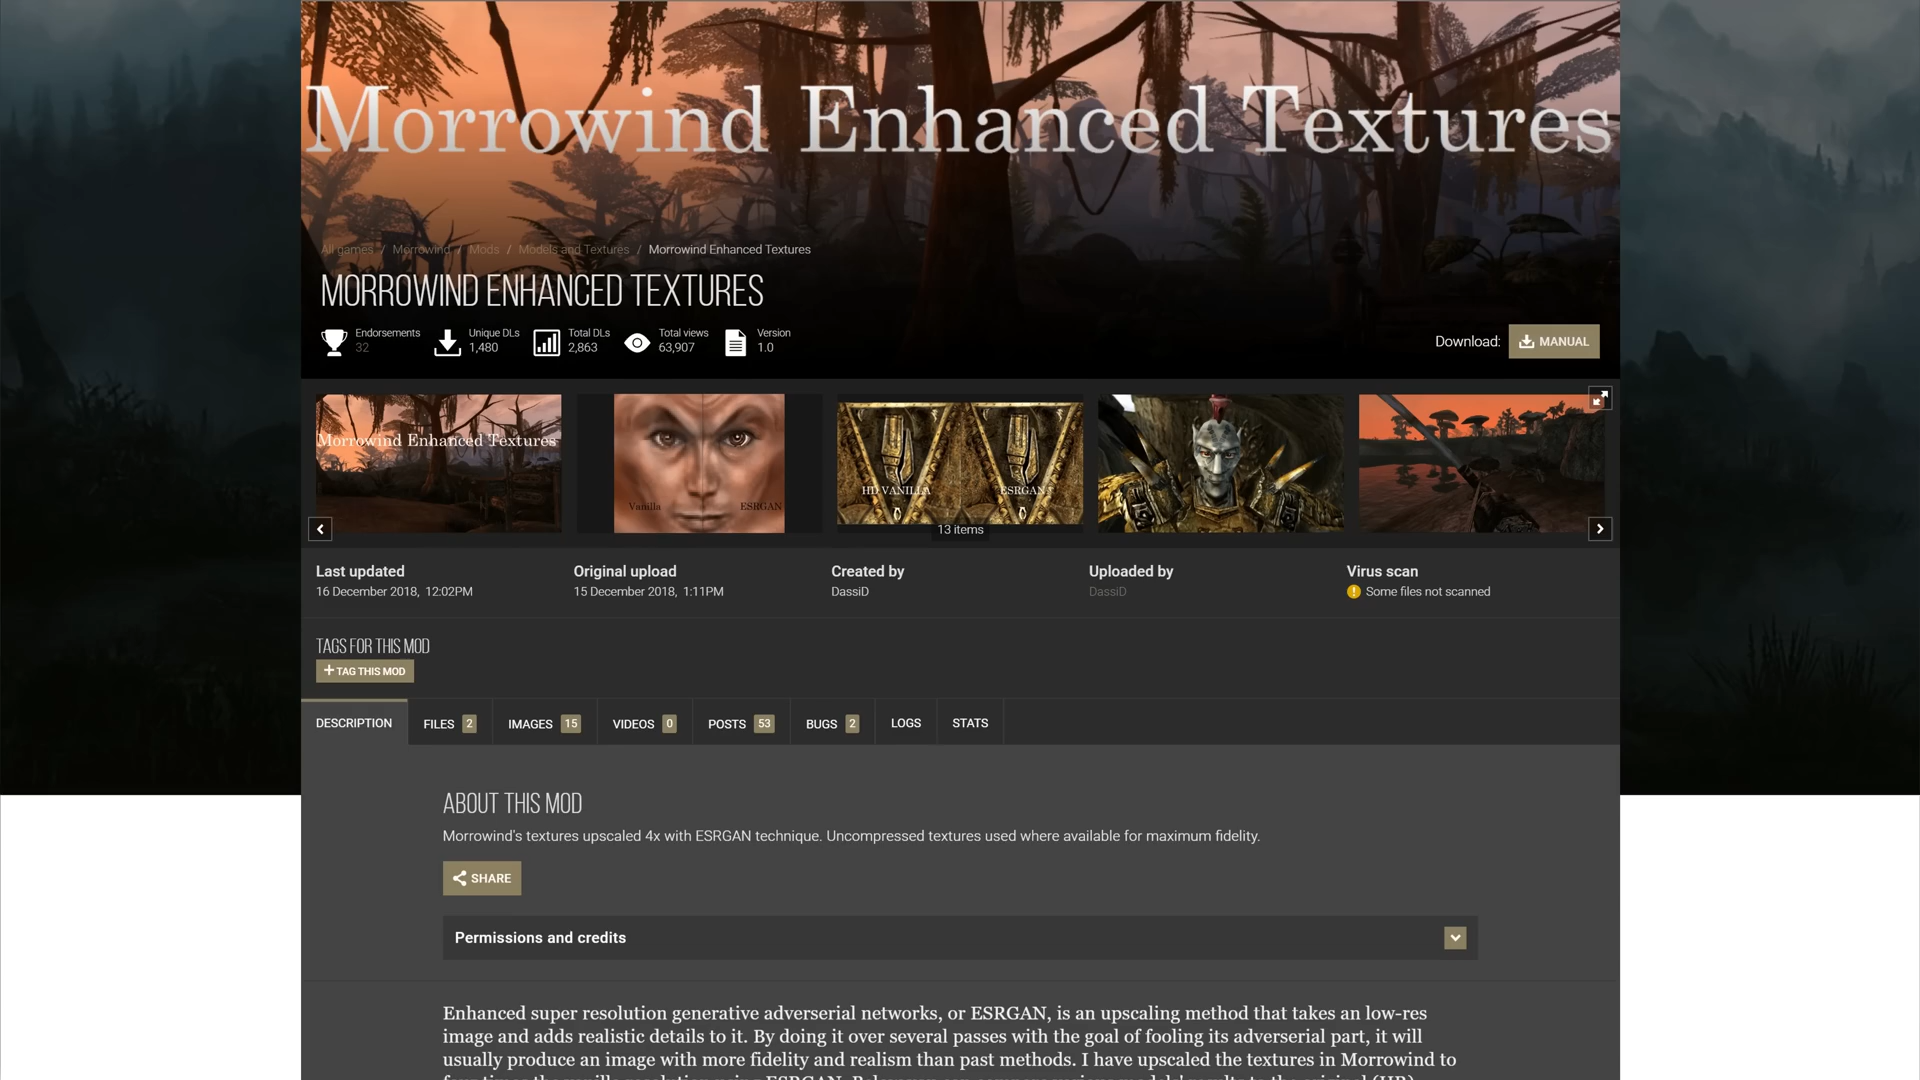 Morrowind Enhanced Textures
All games / Morrowind / Mods / Models and Textures / Morrowind Enhanced Textures
MORROWIND ENHANCED TEXTURES
Endorsements
32
Unique DLs
1,480
Total DLs
2,863
Total views
63,907
Version
1.0
Download:
MANUAL
Morrowind Enhanced Textures
Vanilla
ESRGAN
HD VANILLA
ESRGAN
13 items
Last updated
16 December 2018, 12:02PM
Original upload
15 December 2018, 1:11PM
Created by
DassiD
Uploaded by
DassiD
Virus scan
Some files not scanned
TAGS FOR THIS MOD
+ TAG THIS MOD
DESCRIPTION
FILES 2
IMAGES 15
VIDEOS 0
POSTS 53
BUGS 2
LOGS
STATS
ABOUT THIS MOD
Morrowind's textures upscaled 4x with ESRGAN technique. Uncompressed textures used where available for maximum fidelity.
SHARE
Permissions and credits
Enhanced super resolution generative adverserial networks, or ESRGAN, is an upscaling method that takes an low-res
image and adds realistic details to it. By doing it over several passes with the goal of fooling its adverserial part, it will
usually produce an image with more fidelity and realism than past methods. I have upscaled the textures in Morrowind to